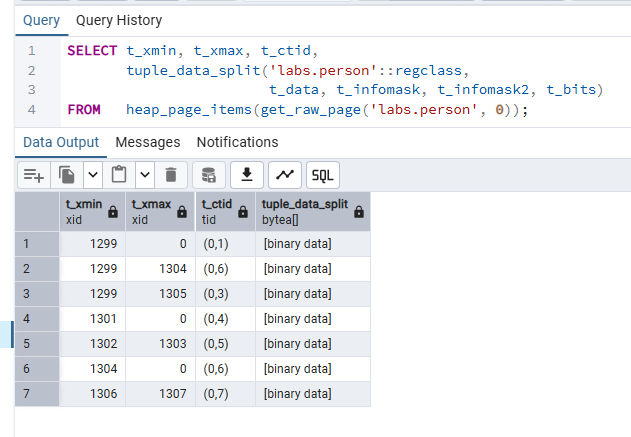 Query Query History
1 SELECT t_xmin, t_xmax, t_ctid,
2 tuple_data_split('labs.person'::regclass,
3 t_data, t_infomask, t_infomask2, t_bits)
4 FROM heap_page_items(get_raw_page('labs.person', 0));
Data Output Messages Notifications
SQL
t_xmin t_xmax t_ctid tuple_data_split
xid xid tid bytea[]
1 1299 0 (0,1) [binary data]
2 1299 1304 (0,6) [binary data]
3 1299 1305 (0,3) [binary data]
4 1301 0 (0,4) [binary data]
5 1302 1303 (0,5) [binary data]
6 1304 0 (0,6) [binary data]
7 1306 1307 (0,7) [binary data]